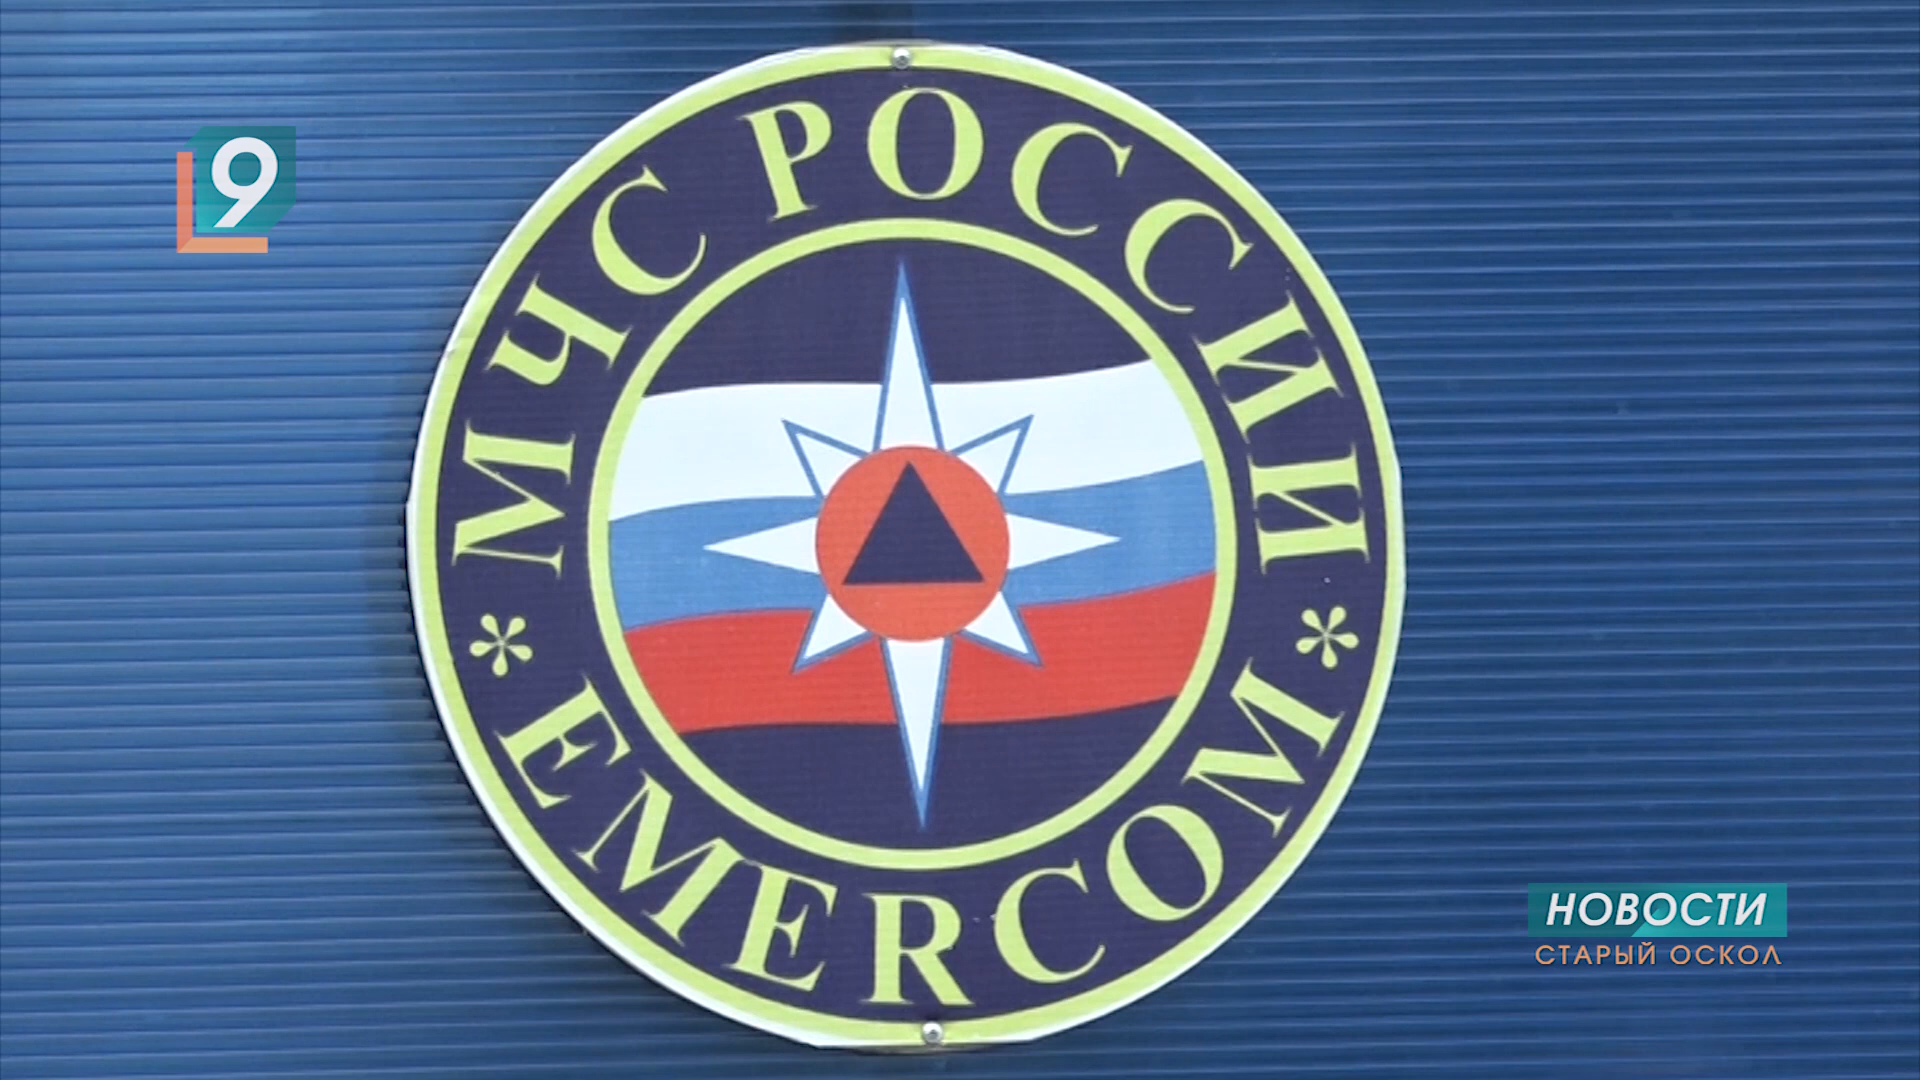 9
МЧС РОССИИ
* EMERCOM *
НОВОСТИ
СТАРЫЙ ОСКОЛ